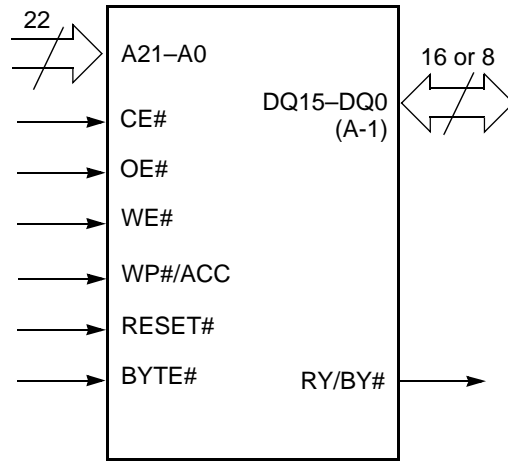 22
A21–A0
16 or 8
DQ15–DQ0
(A-1)
CE#
OE#
WE#
WP#/ACC
RESET#
BYTE#
RY/BY#